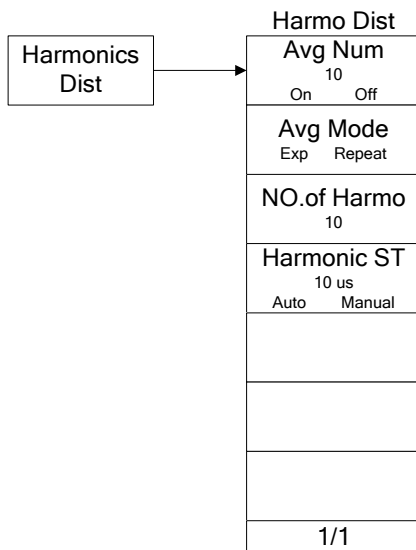 Harmonics
Dist
Harmo Dist
Avg Num
10
On Off
Avg Mode
Exp Repeat
NO.of Harmo
10
Harmonic ST
10 us
Auto Manual
1/1